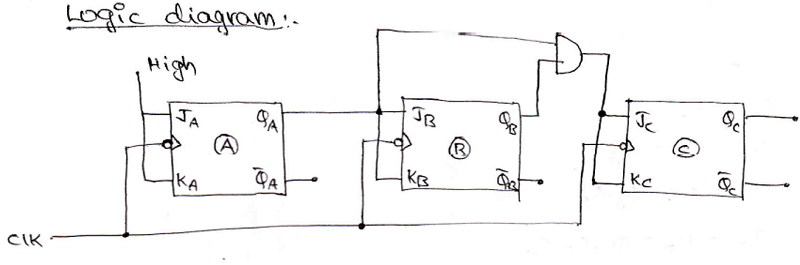 Logic diagram:-
High
JA QA JB QB JC QC
A B C
KA Q̅A KB Q̅B KC Q̅C
CLK